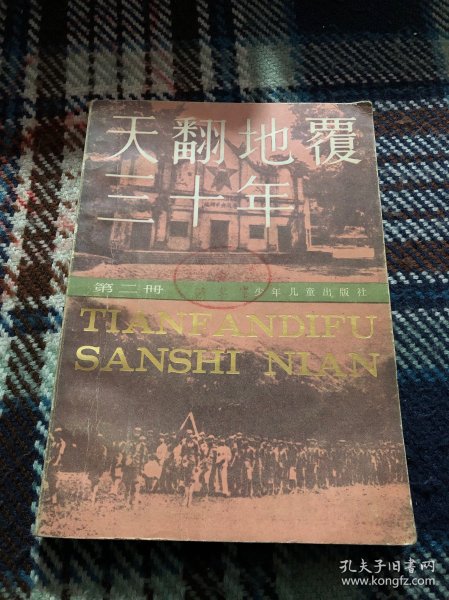 天翻地覆
三十年
第二册
少年儿童出版社
TIANFANDIFU
SANSHI NIAN
孔夫子旧书网
www.kongfz.com